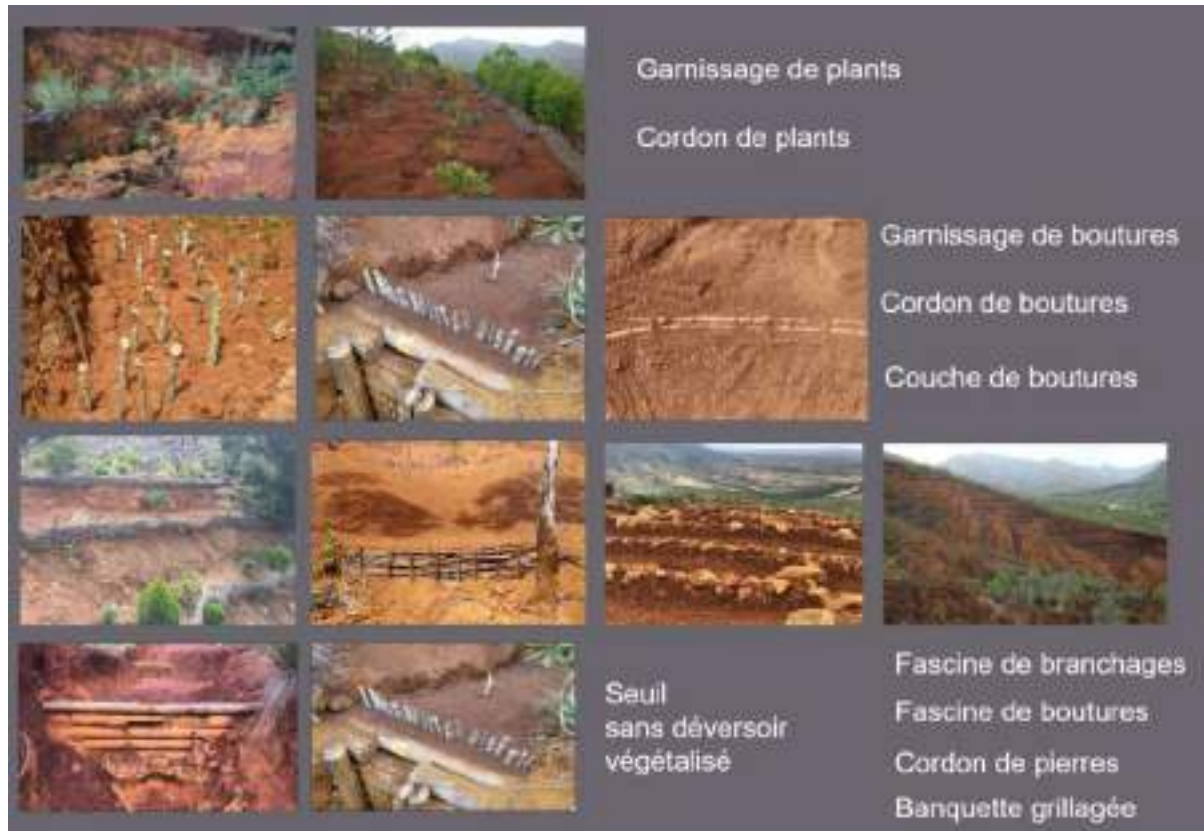 Garnissage de plants
Cordon de plants
Garnissage de boutures
Cordon de boutures
Couche de boutures
Seuil
sans déversoir
végétalisé
Fascine de branchages
Fascine de boutures
Cordon de pierres
Banquette grillagée